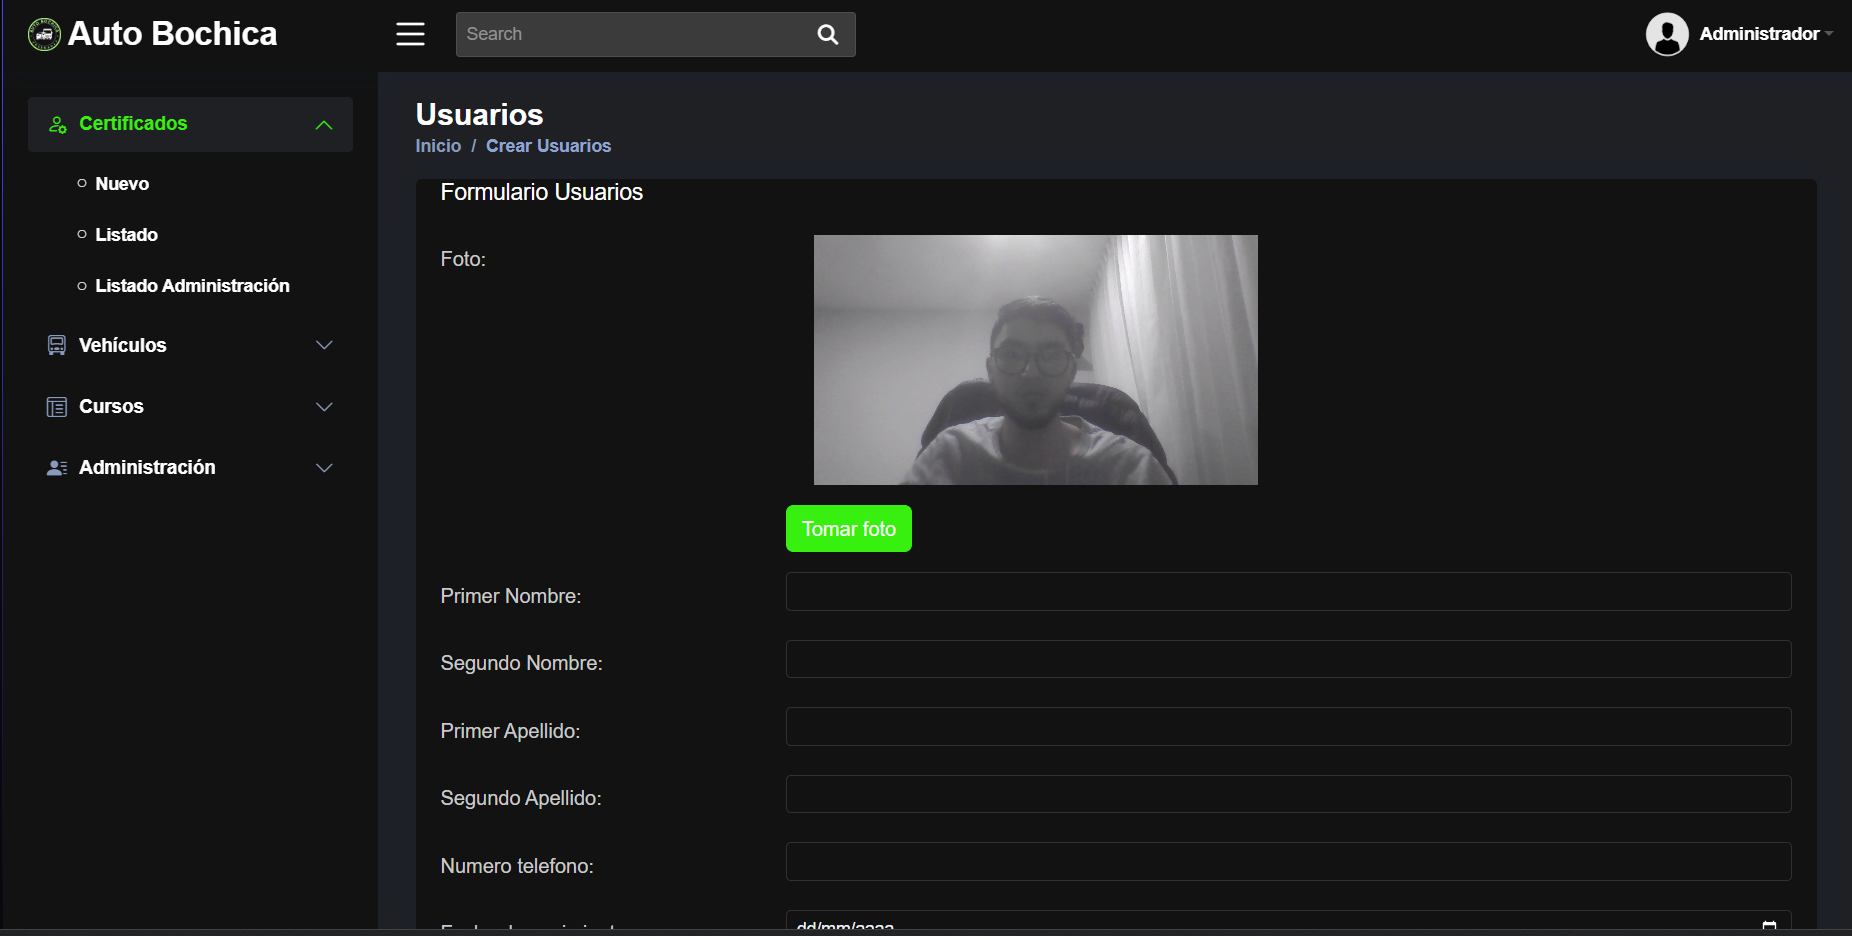 Auto Bochica
Search
Administrador
Certificados
Nuevo
Listado
Listado Administración
Vehículos
Cursos
Administración
Usuarios
Inicio / Crear Usuarios
Formulario Usuarios
Foto:
Tomar foto
Primer Nombre:
Segundo Nombre:
Primer Apellido:
Segundo Apellido:
Numero telefono:
dd/mm/aaaa